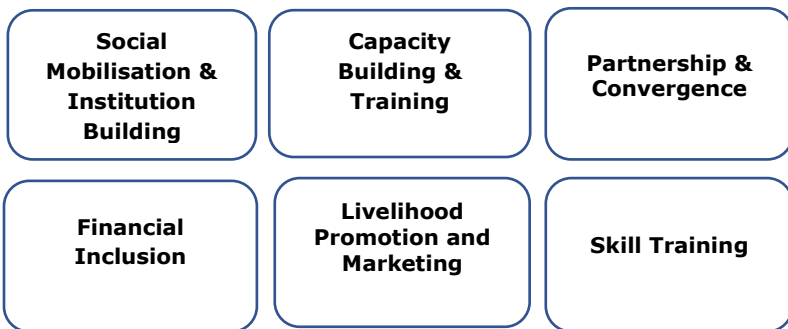 Social
Mobilisation &
Institution
Building
Capacity
Building &
Training
Partnership &
Convergence
Financial
Inclusion
Livelihood
Promotion and
Marketing
Skill Training